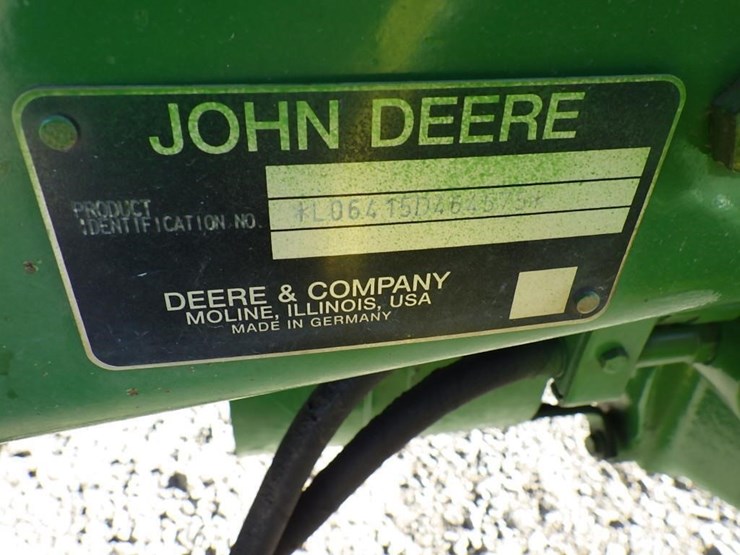 JOHN DEERE
PRODUCT
IDENTIFICATION NO.
DEERE & COMPANY
MOLINE, ILLINOIS, USA
MADE IN GERMANY